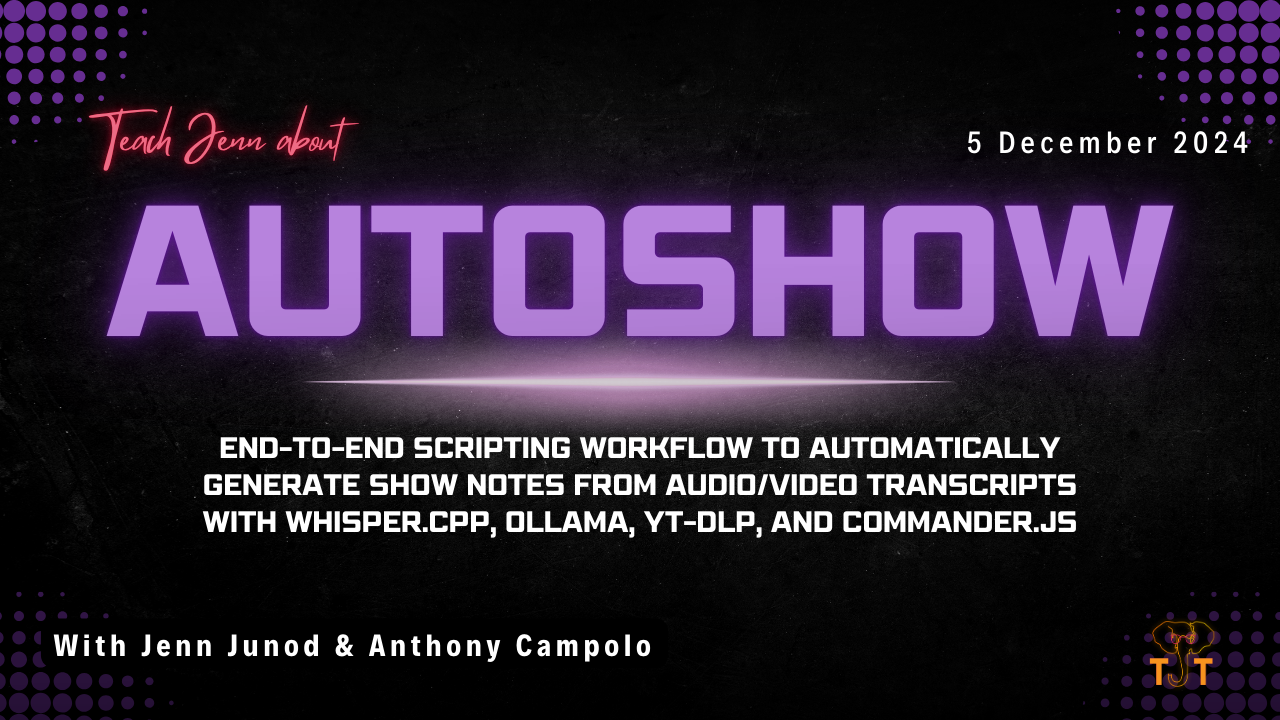 Teach Jenn about
5 December 2024
AUTOSHOW
END-TO-END SCRIPTING WORKFLOW TO AUTOMATICALLY
GENERATE SHOW NOTES FROM AUDIO/VIDEO TRANSCRIPTS
WITH WHISPER.CPP, OLLAMA, YT-DLP, AND COMMANDER.JS
With Jenn Junod & Anthony Campolo
TJT